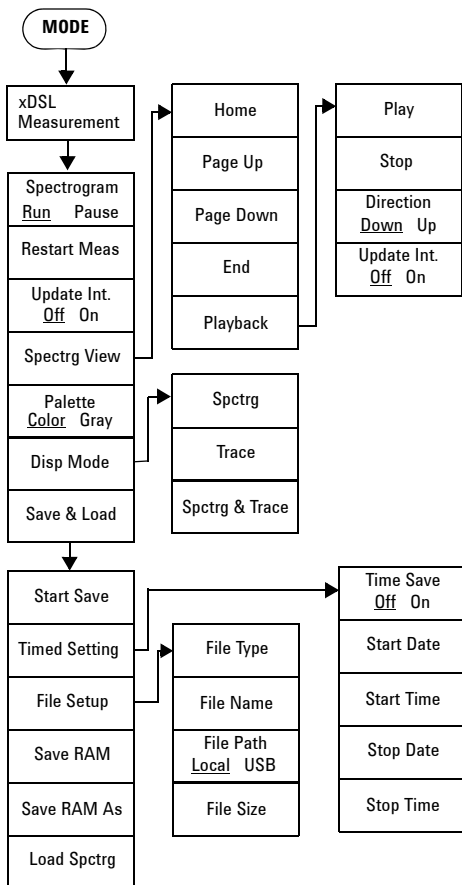 MODE
xDSL
Measurement
Spectrogram
Run Pause
Restart Meas
Update Int.
Off On
Spectrg View
Palette
Color Gray
Disp Mode
Save & Load
Home
Page Up
Page Down
End
Playback
Play
Stop
Direction
Down Up
Update Int.
Off On
Spctrg
Trace
Spctrg & Trace
Start Save
Timed Setting
File Setup
Save RAM
Save RAM As
Load Spctrg
File Type
File Name
File Path
Local USB
File Size
Time Save
Off On
Start Date
Start Time
Stop Date
Stop Time